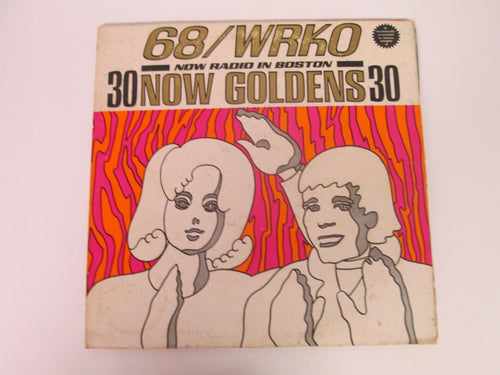 68/WRKO
NOW RADIO IN BOSTON
30 NOW GOLDENS 30